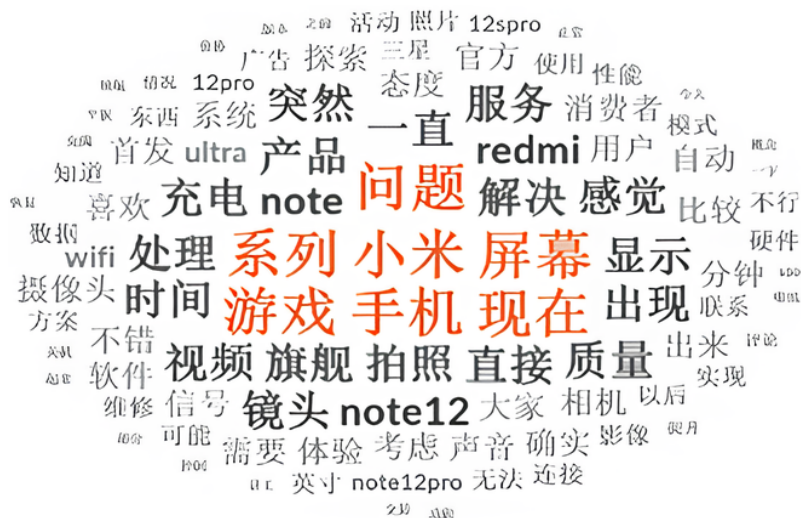 活动 照片 12spro
广告 探索 三星 官方 使用 性能
情况 12pro 突然 态度 服务 消费者
东西 系统 一直 模式
首发 ultra 产品 redmi 用户 自动
知道 问题
喜欢 充电 note 解决 感觉 比较 不行
数据 硬件
wifi 处理 系列 小米 屏幕 显示 分钟
摄像头 时间 游戏 手机 现在 出现 联系
方案 不错 出来
软件 视频 旗舰 拍照 直接 质量 实现
维修 信号 镜头 note12 大家 相机 以后
可能 需要 体验 考虑 声音 确实 影像
英寸 note12pro 无法 连接